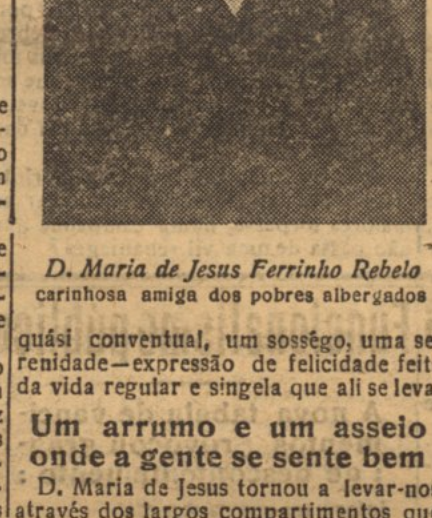 D. Maria de Jesus Ferrinho Rebelo
carinhosa amiga dos pobres albergados
quási conventual, um sossêgo, uma se
renidade—expressão de felicidade feit
da vida regular e singela que ali se leva
Um arrumo e um asseio
onde a gente se sente bem
D. Maria de Jesus tornou a levar-nos
através dos largos compartimentos que